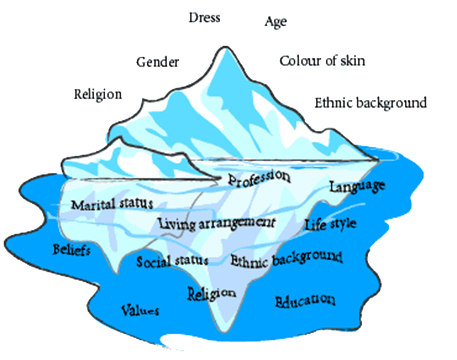 Dress
Age
Gender
Colour of skin
Religion
Ethnic background
Profession
Language
Marital status
Living arrangement
Life style
Beliefs
Social status
Ethnic background
Religion
Education
Values